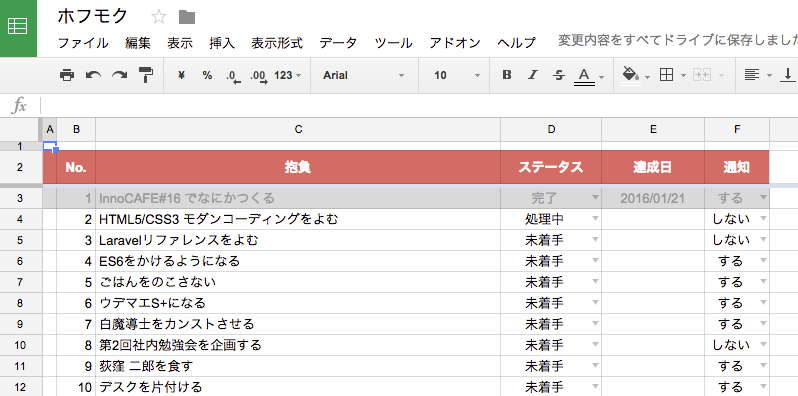 ホフモク
ファイル 編集 表示 挿入 表示形式 データ ツール アドオン ヘルプ 変更内容をすべてドライブに保存しました
¥ % .0 .00 123 Arial 10 B I S A
fx
A B C D E F
1
2 No. 抱負 ステータス 達成日 通知
3 1 InnoCAFE#16 でなにかつくる 完了 2016/01/21 する
4 2 HTML5/CSS3 モダンコーディングをよむ 処理中 しない
5 3 Laravelリファレンスをよむ 未着手 しない
6 4 ES6をかけるようになる 未着手 する
7 5 ごはんをのこさない 未着手 する
8 6 ウデマエS+になる 未着手 する
9 7 白魔導士をカンストさせる 未着手 する
10 8 第2回社内勉強会を企画する 未着手 しない
11 9 荻窪 二郎を食す 未着手 する
12 10 デスクを片付ける 未着手 する